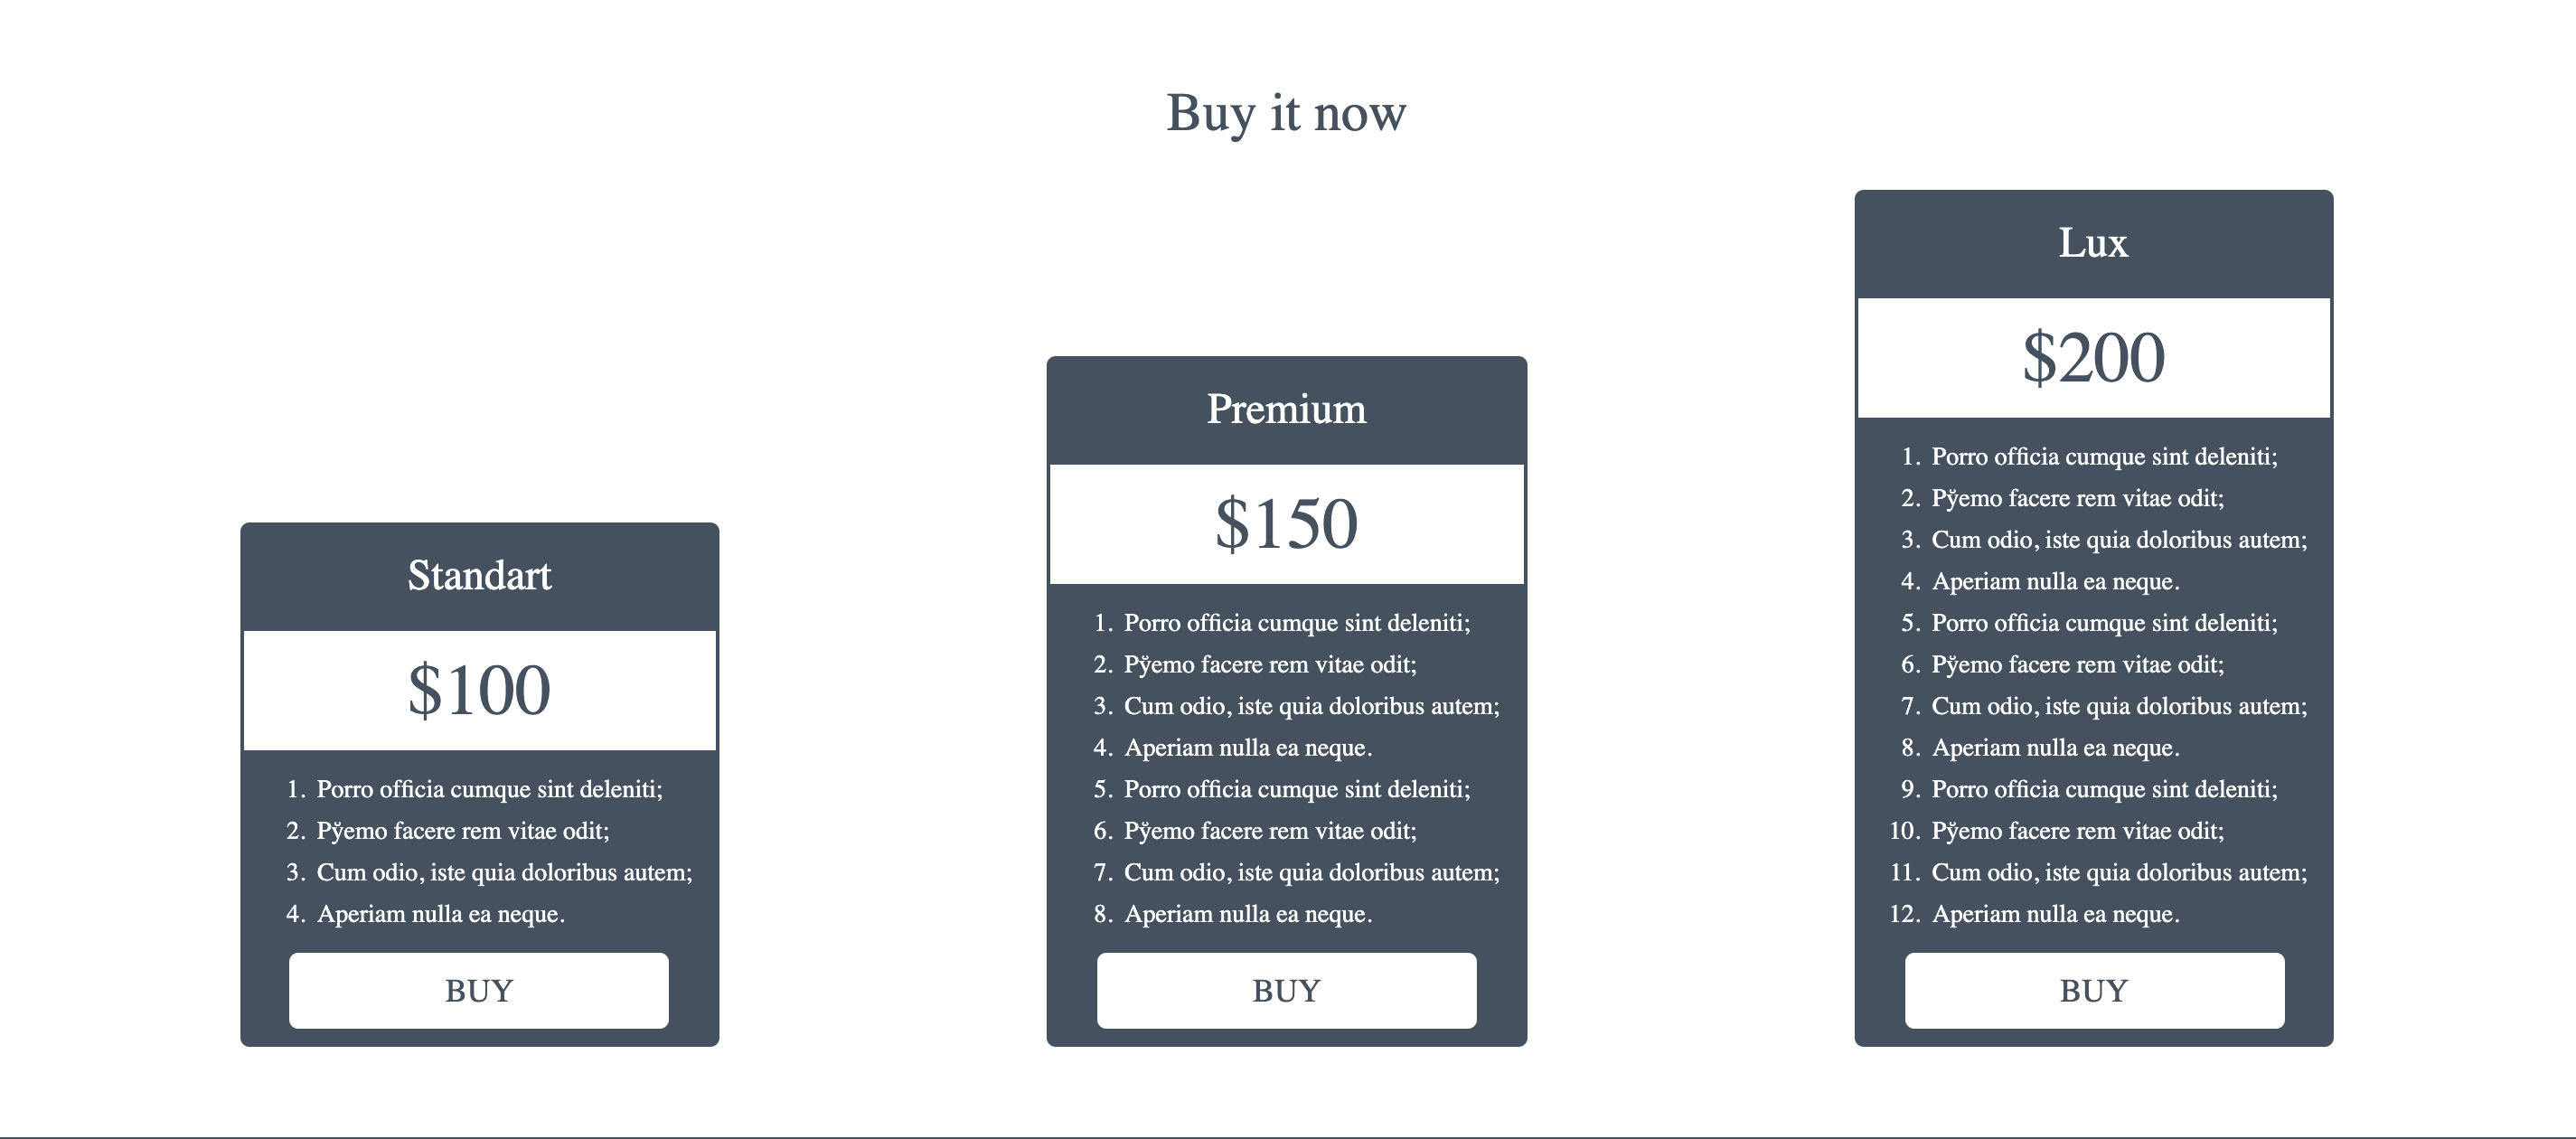 Buy it now
Standart
$100
1. Porro officia cumque sint deleniti;
2. Pўemo facere rem vitae odit;
3. Cum odio, iste quia doloribus autem;
4. Aperiam nulla ea neque.
BUY
Premium
$150
1. Porro officia cumque sint deleniti;
2. Pўemo facere rem vitae odit;
3. Cum odio, iste quia doloribus autem;
4. Aperiam nulla ea neque.
5. Porro officia cumque sint deleniti;
6. Pўemo facere rem vitae odit;
7. Cum odio, iste quia doloribus autem;
8. Aperiam nulla ea neque.
BUY
Lux
$200
1. Porro officia cumque sint deleniti;
2. Pўemo facere rem vitae odit;
3. Cum odio, iste quia doloribus autem;
4. Aperiam nulla ea neque.
5. Porro officia cumque sint deleniti;
6. Pўemo facere rem vitae odit;
7. Cum odio, iste quia doloribus autem;
8. Aperiam nulla ea neque.
9. Porro officia cumque sint deleniti;
10. Pўemo facere rem vitae odit;
11. Cum odio, iste quia doloribus autem;
12. Aperiam nulla ea neque.
BUY